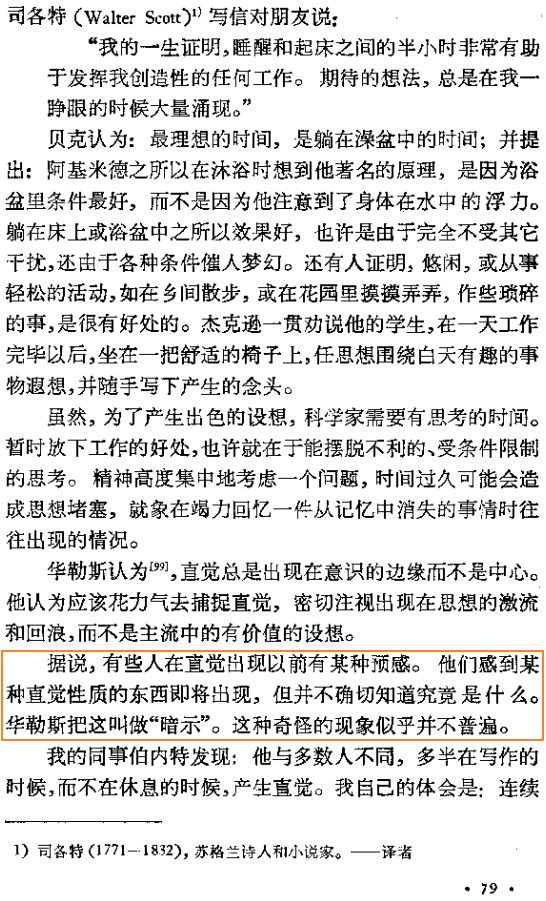 司各特 (Walter Scott)¹⁾ 写信对朋友说：
“我的一生证明，睡醒和起床之间的半小时非常有助
于发挥我创造性的任何工作。期待的想法，总是在我一
睁眼的时候大量涌现。”
贝克认为：最理想的时间，是躺在澡盆中的时间；并提
出：阿基米德之所以在沐浴时想到他著名的原理，是因为浴
盆里条件最好，而不是因为他注意到了身体在水中的浮力。
躺在床上或浴盆中之所以效果好，也许是由于完全不受其它
干扰，还由于各种条件催人梦幻。还有人证明，悠闲，或从事
轻松的活动，如在乡间散步，或在花园里摸摸弄弄，作些琐碎
的事，是很有好处的。杰克逊一贯劝说他的学生，在一天工作
完毕以后，坐在一把舒适的椅子上，任思想围绕白天有趣的事
物遐想，并随手写下产生的念头。
虽然，为了产生出色的设想，科学家需要有思考的时间。
暂时放下工作的好处，也许就在于能摆脱不利的、受条件限制
的思考。精神高度集中地考虑一个问题，时间过久可能会造
成思想堵塞，就象在竭力回忆一件从记忆中消失的事情时往
往出现的情况。
华勒斯认为[99]，直觉总是出现在意识的边缘而不是中心。
他认为应该花力气去捕捉直觉，密切注视出现在思想的激流
和回浪，而不是主流中的有价值的设想。
据说，有些人在直觉出现以前有某种预感。他们感到某
种直觉性质的东西即将出现，但并不确切知道究竟是什么。
华勒斯把这叫做“暗示”。这种奇怪的现象似乎并不普遍。
我的同事伯内特发现：他与多数人不同，多半在写作的
时候，而不在休息的时候，产生直觉。我自己的体会是：连续
1) 司各特 (1771—1832)，苏格兰诗人和小说家。——译者
• 79 •